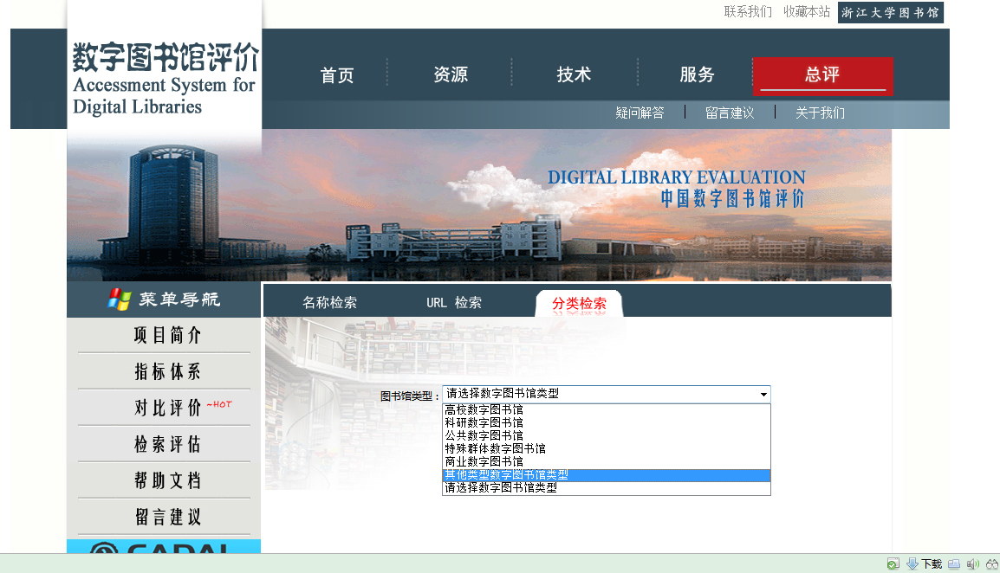 联系我们 收藏本站 浙江大学图书馆
数字图书馆评价
Accessment System for
Digital Libraries
首页 资源 技术 服务 总评
疑问解答 留言建议 关于我们
DIGITAL LIBRARY EVALUATION
中国数字图书馆评价
菜单导航
名称检索 URL 检索 分类检索
项目简介
指标体系
对比评价 ~HOT
检索评估
帮助文档
留言建议
图书馆类型： 请选择数字图书馆类型
高校数字图书馆
科研数字图书馆
公共数字图书馆
特殊群体数字图书馆
商业数字图书馆
其他类型数字图书馆类型
请选择数字图书馆类型
CADAL
下载